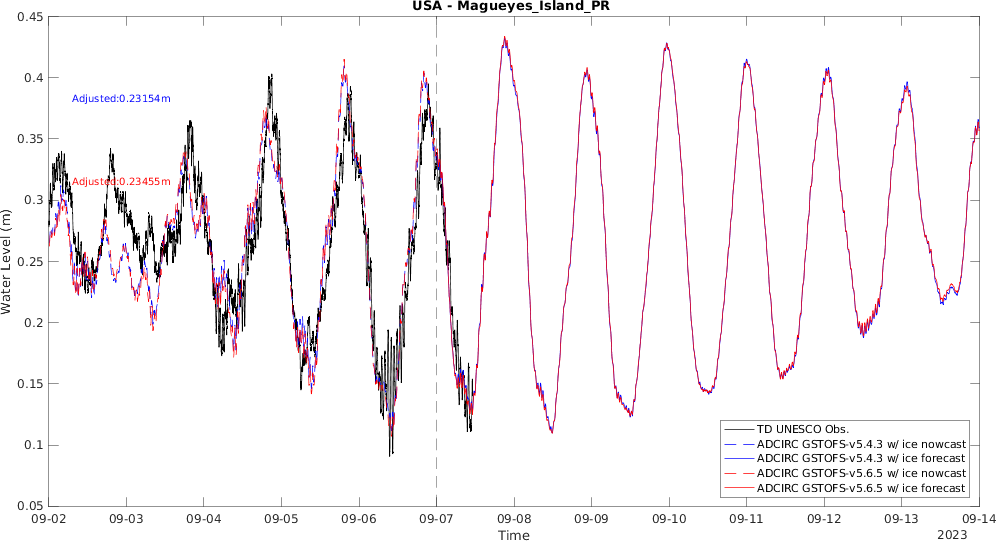 USA - Magueyes_Island_PR
0.45
0.4
0.35
0.3
0.25
0.2
0.15
0.1
0.05
Water Level (m)
Adjusted:0.23154m
Adjusted:0.23455m
TD UNESCO Obs.
ADCIRC GSTOFS-v5.4.3 w/ ice nowcast
ADCIRC GSTOFS-v5.4.3 w/ ice forecast
ADCIRC GSTOFS-v5.6.5 w/ ice nowcast
ADCIRC GSTOFS-v5.6.5 w/ ice forecast
09-02 09-03 09-04 09-05 09-06 09-07 09-08 09-09 09-10 09-11 09-12 09-13 09-14
Time
2023